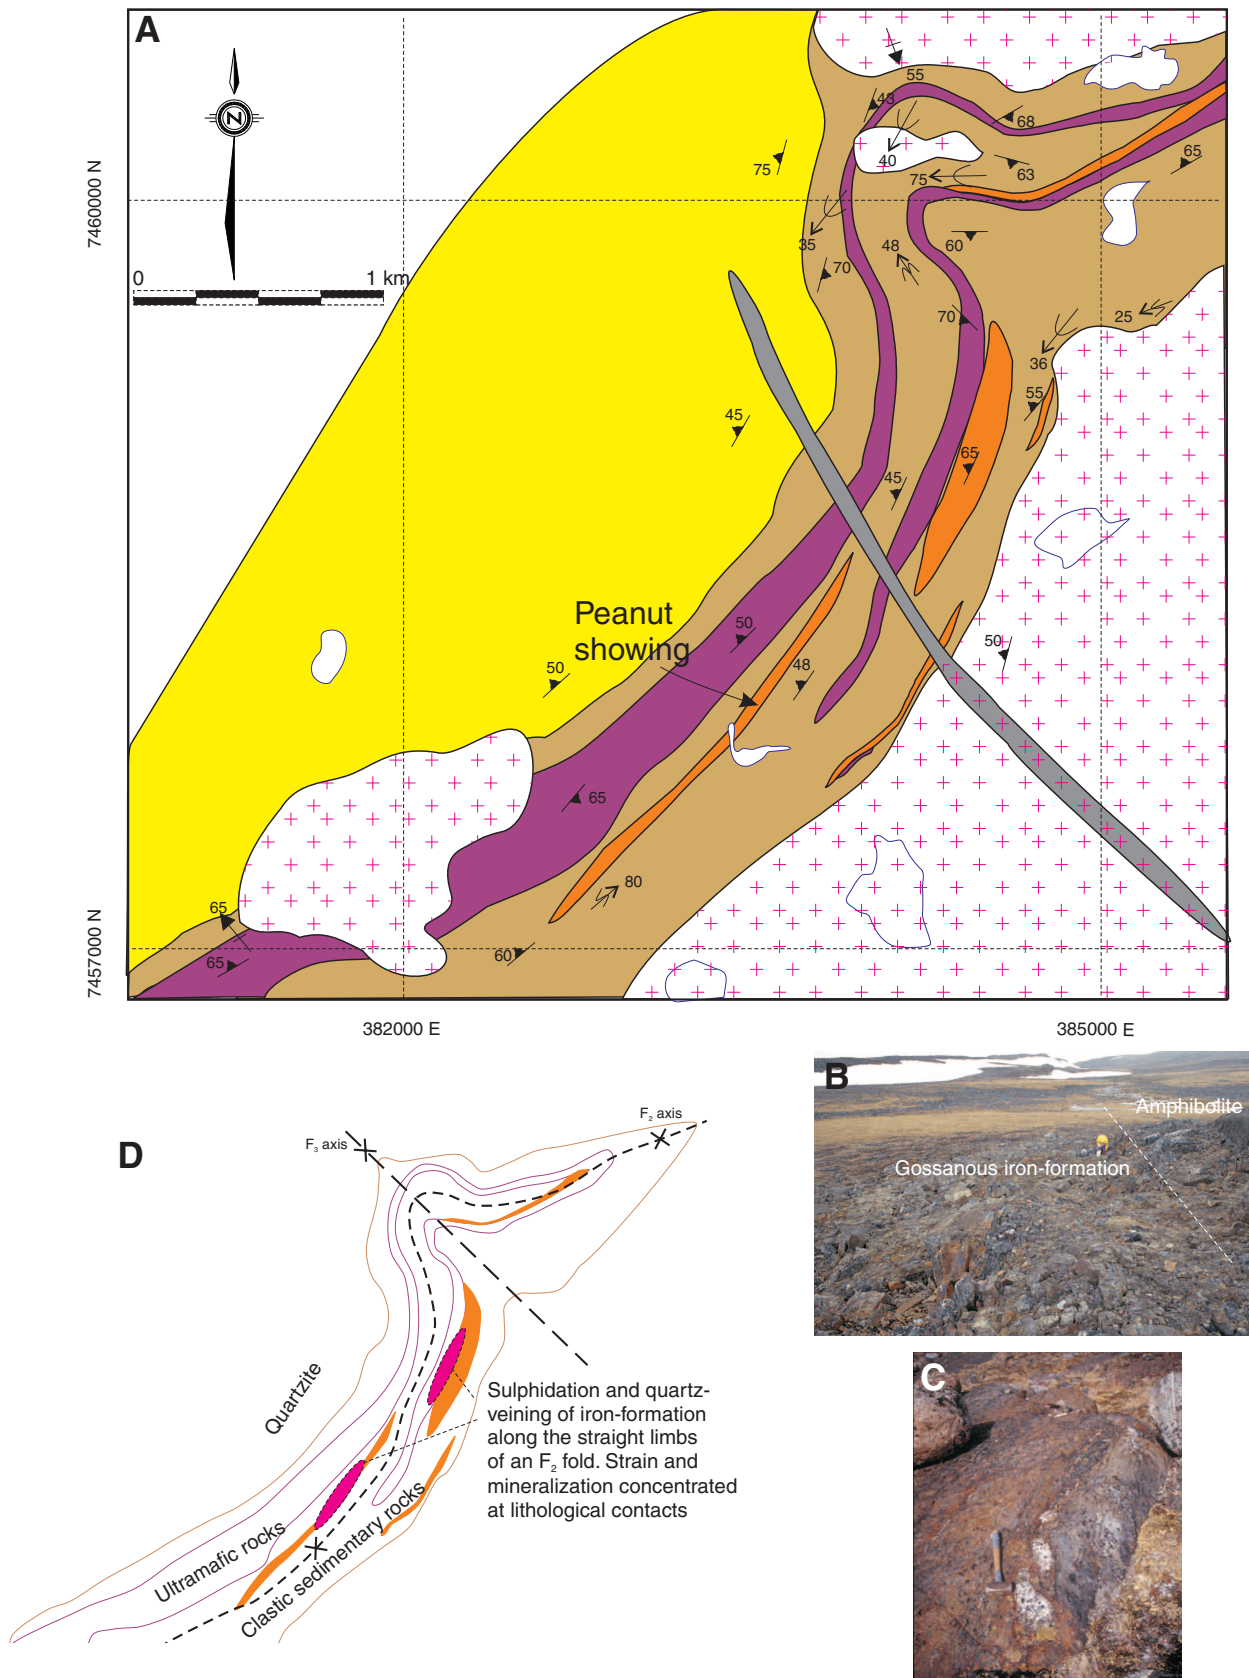 A
N
0
1 km
7460000 N
7457000 N
382000 E
385000 E
55
43
68
40
75
63
65
75
35
48
60
70
70
25
36
55
45
65
45
Peanut
showing
50
50
48
50
65
80
65
65
60
B
Amphibolite
Gossanous iron-formation
C
D
F₃ axis
F₂ axis
Quartzite
Ultramafic rocks
Clastic sedimentary rocks
Sulphidation and quartz-
veining of iron-formation
along the straight limbs
of an F₂ fold. Strain and
mineralization concentrated
at lithological contacts